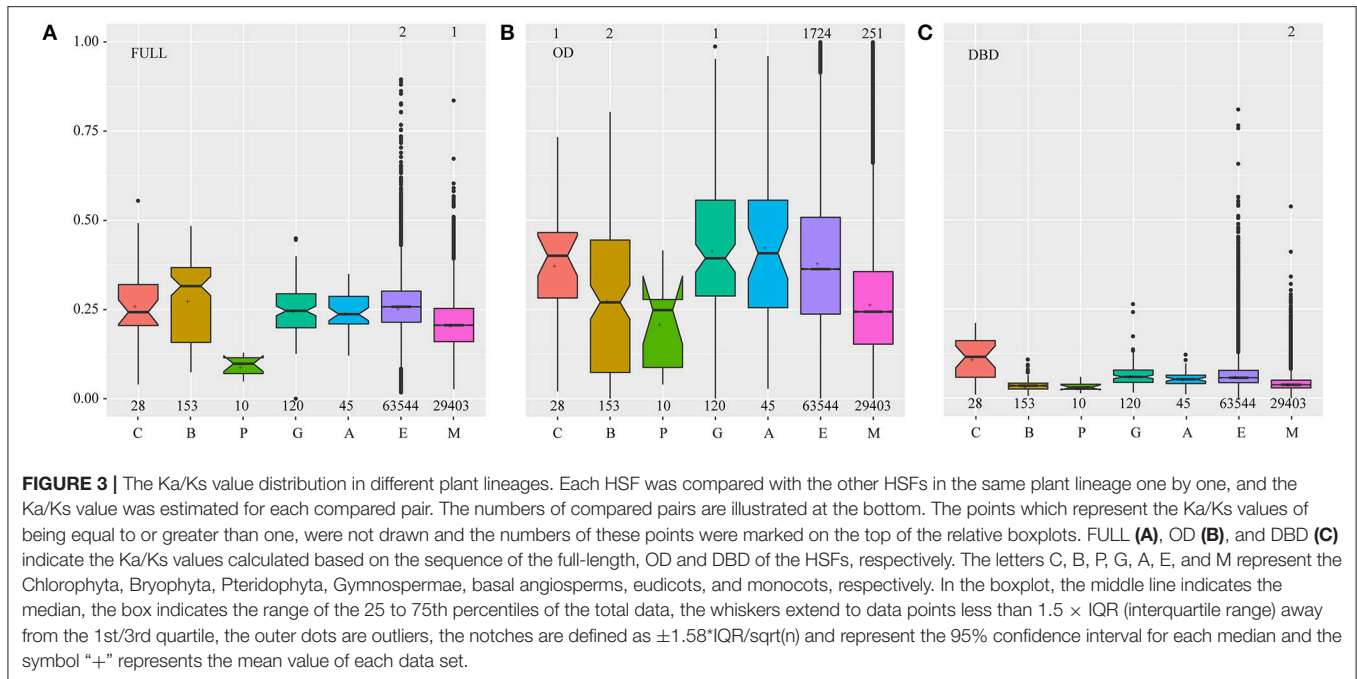 A B C
2 1 1 2 1 1724 251 2
1.00
FULL OD DBD
0.75
0.50
0.25
0.00
28 153 10 120 45 63544 29403 28 153 10 120 45 63544 29403 28 153 10 120 45 63544 29403
C B P G A E M C B P G A E M C B P G A E M
FIGURE 3 | The Ka/Ks value distribution in different plant lineages. Each HSF was compared with the other HSFs in the same plant lineage one by one, and the
Ka/Ks value was estimated for each compared pair. The numbers of compared pairs are illustrated at the bottom. The points which represent the Ka/Ks values of
being equal to or greater than one, were not drawn and the numbers of these points were marked on the top of the relative boxplots. FULL (A), OD (B), and DBD (C)
indicate the Ka/Ks values calculated based on the sequence of the full-length, OD and DBD of the HSFs, respectively. The letters C, B, P, G, A, E, and M represent the
Chlorophyta, Bryophyta, Pteridophyta, Gymnospermae, basal angiosperms, eudicots, and monocots, respectively. In the boxplot, the middle line indicates the
median, the box indicates the range of the 25 to 75th percentiles of the total data, the whiskers extend to data points less than 1.5 × IQR (interquartile range) away
from the 1st/3rd quartile, the outer dots are outliers, the notches are defined as ±1.58*IQR/sqrt(n) and represent the 95% confidence interval for each median and the
symbol “+” represents the mean value of each data set.